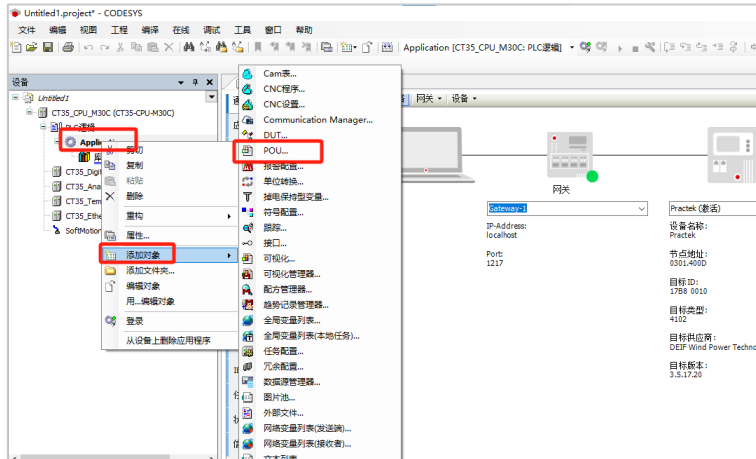 Untitled1.project* - CODESYS
文件 编辑 视图 工程 编译 在线 调试 工具 窗口 帮助
Application [CT35_CPU_M30C: PLC逻辑]
设备
Untitled1
CT35_CPU_M30C (CT35-CPU-M30C)
PLC逻辑
Applic
CT35_Digi
CT35_Ana
CT35_Tem
CT35_Ethe
SoftMotion
剪切
复制
粘贴
删除
重构
属性...
添加对象
添加文件夹...
编辑对象
用...编辑对象
登录
从设备上删除应用程序
Cam表...
CNC程序...
CNC设置...
Communication Manager...
DUT...
POU...
报警配置...
单位转换...
掉电保持型变量...
符号配置...
跟踪...
接口...
可视化...
可视化管理器...
配方管理器...
趋势记录管理器...
全局变量列表...
全局变量列表(本地任务)...
任务配置...
冗余配置...
数据源管理器...
图片池...
外部文件...
网络变量列表(发送端)...
网络变量列表(接收者)...
文本列表
网关 设备
网关
Gateway-1
IP-Address:
localhost
Port:
1217
Practek (激活)
设备名称:
Practek
节点地址:
0301.400D
目标ID:
17B8 0010
目标类型:
4102
目标供应商:
DEIF Wind Power Techno
目标版本:
3.5.17.20